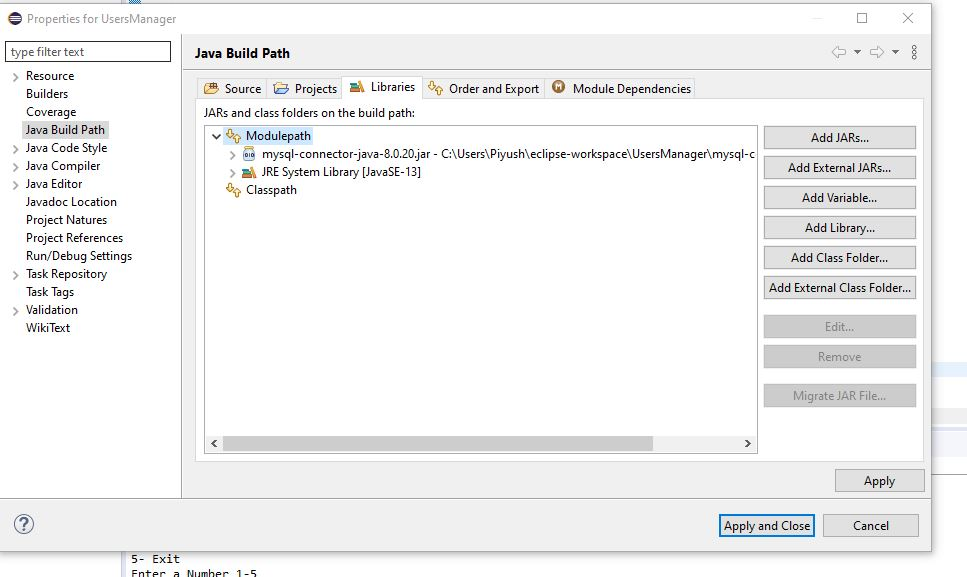 Properties for UsersManager
type filter text
Java Build Path
Resource
Builders
Coverage
Java Build Path
Java Code Style
Java Compiler
Java Editor
Javadoc Location
Project Natures
Project References
Run/Debug Settings
Task Repository
Task Tags
Validation
WikiText
Source
Projects
Libraries
Order and Export
Module Dependencies
JARs and class folders on the build path:
Modulepath
mysql-connector-java-8.0.20.jar - C:\Users\Piyush\eclipse-workspace\UsersManager\mysql-c
JRE System Library [JavaSE-13]
Classpath
Add JARs...
Add External JARs...
Add Variable...
Add Library...
Add Class Folder...
Add External Class Folder...
Edit...
Remove
Migrate JAR File...
Apply
Apply and Close
Cancel
5- Exit
Enter a Number 1-5